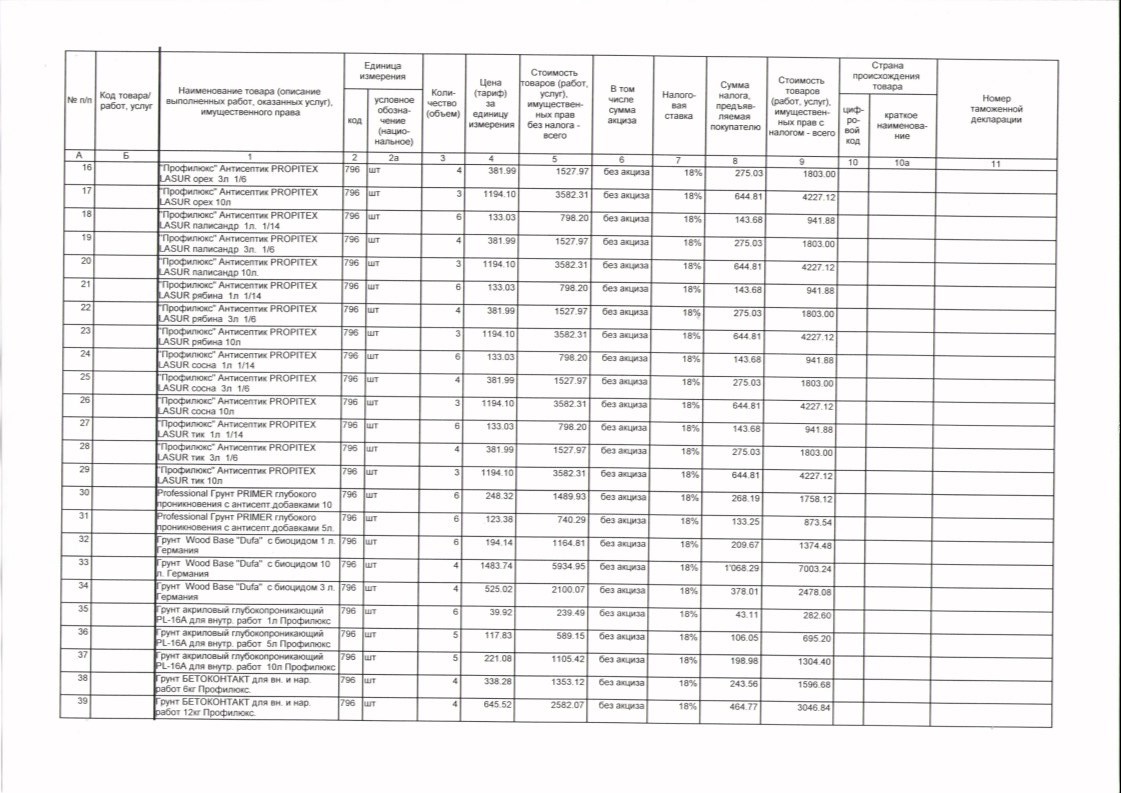 № п/п Код товара/ работ, услуг Наименование товара (описание выполненных работ, оказанных услуг), имущественного права Единица измерения код условное обозна-чение (нацио-нальное) Коли-чество (объем) Цена (тариф) за единицу измерения Стоимость товаров (работ, услуг), имуществен-ных прав без налога - всего В том числе сумма акциза Налого-вая ставка Сумма налога, предъяв-ляемая покупателю Стоимость товаров (работ, услуг), имуществен-ных прав с налогом - всего Страна происхождения товара циф-ро-вой код краткое наименова-ние Номер таможенной декларации
А Б 1 2 2а 3 4 5 6 7 8 9 10 10а 11
16 "Профилюкс" Антисептик PROPITEX 796 шт 4 381.99 1527.97 без акциза 18% 275.03 1803.00
LASUR орех 3л 1/6
17 "Профилюкс" Антисептик PROPITEX 796 шт 3 1194.10 3582.31 без акциза 18% 644.81 4227.12
LASUR орех 10л
18 "Профилюкс" Антисептик PROPITEX 796 шт 6 133.03 798.20 без акциза 18% 143.68 941.88
LASUR палисандр 1л. 1/14
19 "Профилюкс" Антисептик PROPITEX 796 шт 4 381.99 1527.97 без акциза 18% 275.03 1803.00
LASUR палисандр 3л. 1/6
20 "Профилюкс" Антисептик PROPITEX 796 шт 3 1194.10 3582.31 без акциза 18% 644.81 4227.12
LASUR палисандр 10л.
21 "Профилюкс" Антисептик PROPITEX 796 шт 6 133.03 798.20 без акциза 18% 143.68 941.88
LASUR рябина 1л 1/14
22 "Профилюкс" Антисептик PROPITEX 796 шт 4 381.99 1527.97 без акциза 18% 275.03 1803.00
LASUR рябина 3л 1/6
23 "Профилюкс" Антисептик PROPITEX 796 шт 3 1194.10 3582.31 без акциза 18% 644.81 4227.12
LASUR рябина 10л
24 "Профилюкс" Антисептик PROPITEX 796 шт 6 133.03 798.20 без акциза 18% 143.68 941.88
LASUR сосна 1л 1/14
25 "Профилюкс" Антисептик PROPITEX 796 шт 4 381.99 1527.97 без акциза 18% 275.03 1803.00
LASUR сосна 3л 1/6
26 "Профилюкс" Антисептик PROPITEX 796 шт 3 1194.10 3582.31 без акциза 18% 644.81 4227.12
LASUR сосна 10л
27 "Профилюкс" Антисептик PROPITEX 796 шт 6 133.03 798.20 без акциза 18% 143.68 941.88
LASUR тик 1л 1/14
28 "Профилюкс" Антисептик PROPITEX 796 шт 4 381.99 1527.97 без акциза 18% 275.03 1803.00
LASUR тик 3л 1/6
29 "Профилюкс" Антисептик PROPITEX 796 шт 3 1194.10 3582.31 без акциза 18% 644.81 4227.12
LASUR тик 10л
30 Professional Грунт PRIMER глубокого 796 шт 6 248.32 1489.93 без акциза 18% 268.19 1758.12
проникновения с антисепт.добавками 10
31 Professional Грунт PRIMER глубокого 796 шт 6 123.38 740.29 без акциза 18% 133.25 873.54
проникновения с антисепт.добавками 5л.
32 Грунт Wood Base "Dufa" с биоцидом 1 л. 796 шт 6 194.14 1164.81 без акциза 18% 209.67 1374.48
Германия
33 Грунт Wood Base "Dufa" с биоцидом 10 796 шт 4 1483.74 5934.95 без акциза 18% 1'068.29 7003.24
л. Германия
34 Грунт Wood Base "Dufa" с биоцидом 3 л. 796 шт 4 525.02 2100.07 без акциза 18% 378.01 2478.08
Германия
35 Грунт акриловый глубокопроникающий 796 шт 6 39.92 239.49 без акциза 18% 43.11 282.60
PL-16А для внутр. работ 1л Профилюкс
36 Грунт акриловый глубокопроникающий 796 шт 5 117.83 589.15 без акциза 18% 106.05 695.20
PL-16А для внутр. работ 5л Профилюкс
37 Грунт акриловый глубокопроникающий 796 шт 5 221.08 1105.42 без акциза 18% 198.98 1304.40
PL-16А для внутр. работ 10л Профилюкс
38 Грунт БЕТОКОНТАКТ для вн. и нар. 796 шт 4 338.28 1353.12 без акциза 18% 243.56 1596.68
работ 6кг Профилюкс.
39 Грунт БЕТОКОНТАКТ для вн. и нар. 796 шт 4 645.52 2582.07 без акциза 18% 464.77 3046.84
работ 12кг Профилюкс.